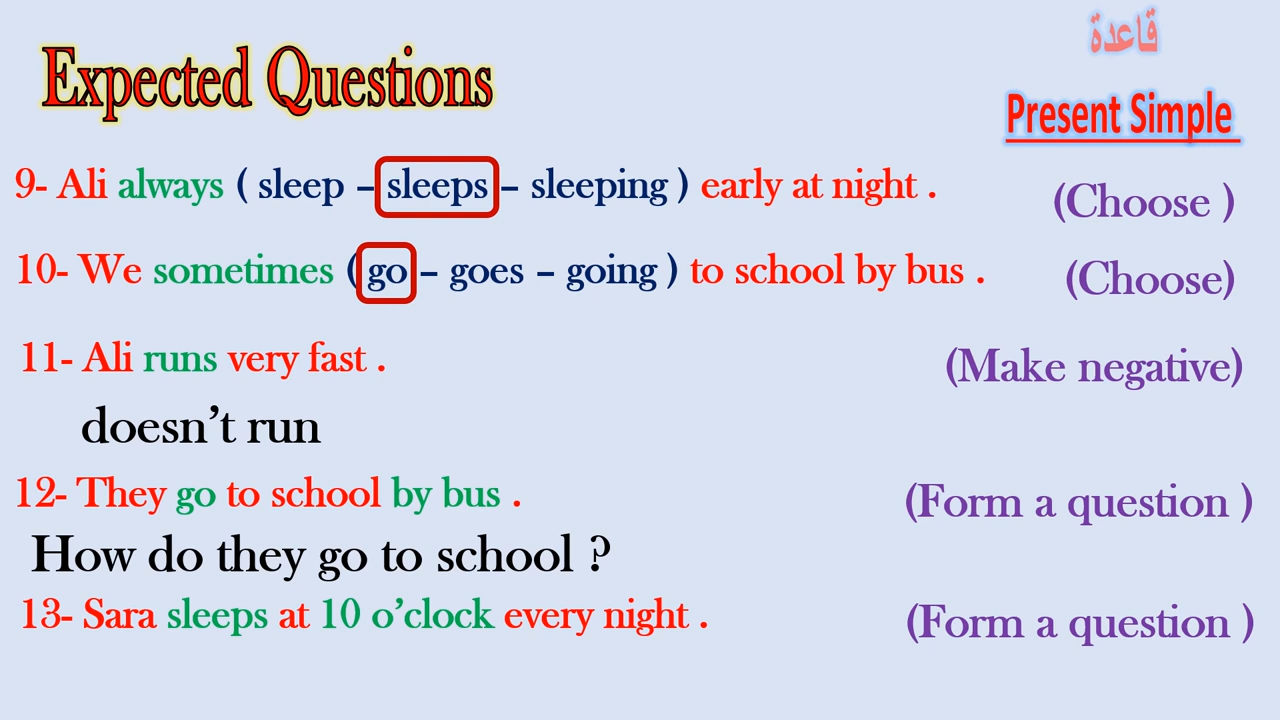 قاعدة
Expected Questions
Present Simple
9- Ali always ( sleep – sleeps – sleeping ) early at night . (Choose )
10- We sometimes ( go – goes – going ) to school by bus . (Choose)
11- Ali runs very fast . (Make negative)
doesn’t run
12- They go to school by bus . (Form a question )
How do they go to school ?
13- Sara sleeps at 10 o’clock every night . (Form a question )